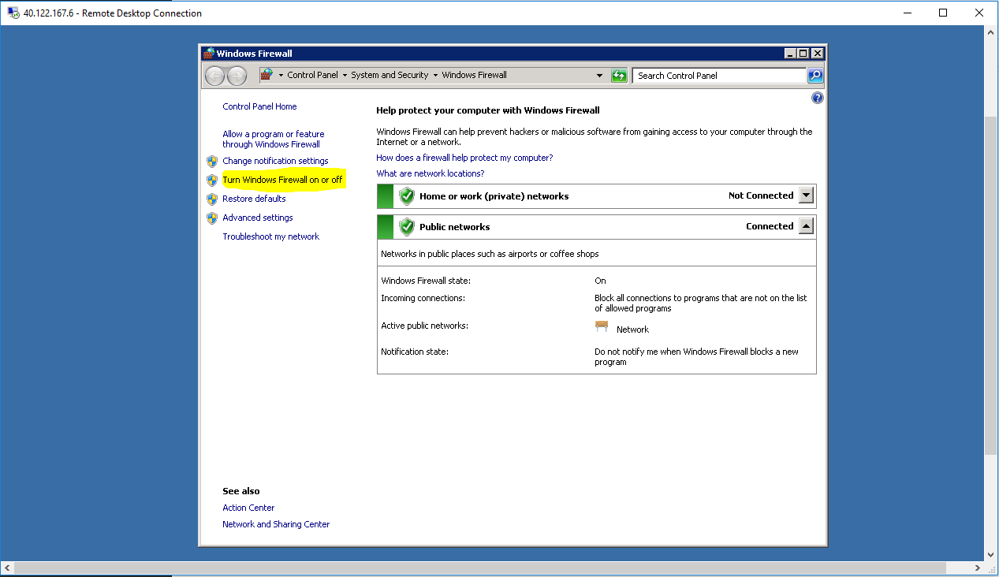 40.122.167.6 - Remote Desktop Connection
Windows Firewall
Control Panel System and Security Windows Firewall
Search Control Panel
Control Panel Home
Allow a program or feature
through Windows Firewall
Change notification settings
Turn Windows Firewall on or off
Restore defaults
Advanced settings
Troubleshoot my network
Help protect your computer with Windows Firewall
Windows Firewall can help prevent hackers or malicious software from gaining access to your computer through the
Internet or a network.
How does a firewall help protect my computer?
What are network locations?
Home or work (private) networks Not Connected
Public networks Connected
Networks in public places such as airports or coffee shops
Windows Firewall state: On
Incoming connections: Block all connections to programs that are not on the list
of allowed programs
Active public networks: Network
Notification state: Do not notify me when Windows Firewall blocks a new
program
See also
Action Center
Network and Sharing Center